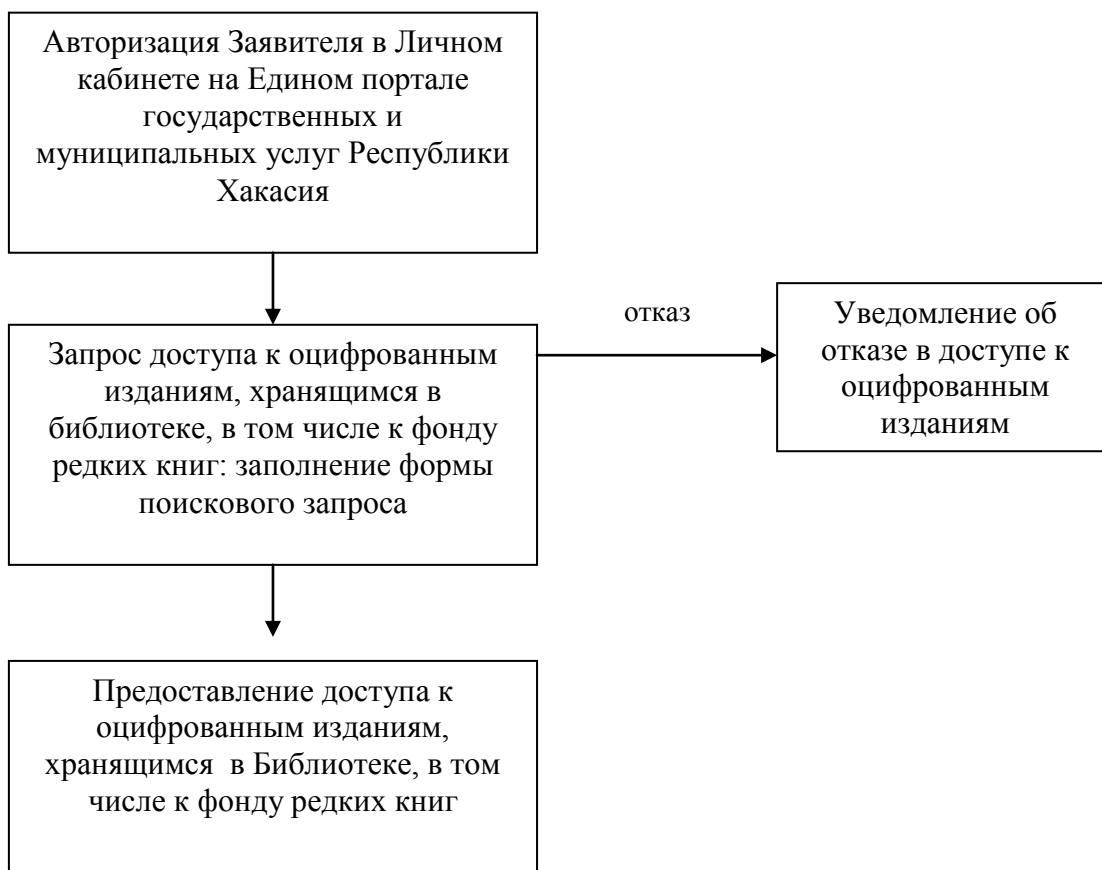 Авторизация Заявителя в Личном
кабинете на Едином портале
государственных и
муниципальных услуг Республики
Хакасия
Запрос доступа к оцифрованным
изданиям, хранящимся в
библиотеке, в том числе к фонду
редких книг: заполнение формы
поискового запроса
отказ
Уведомление об
отказе в доступе к
оцифрованным
изданиям
Предоставление доступа к
оцифрованным изданиям,
хранящимся в Библиотеке, в том
числе к фонду редких книг